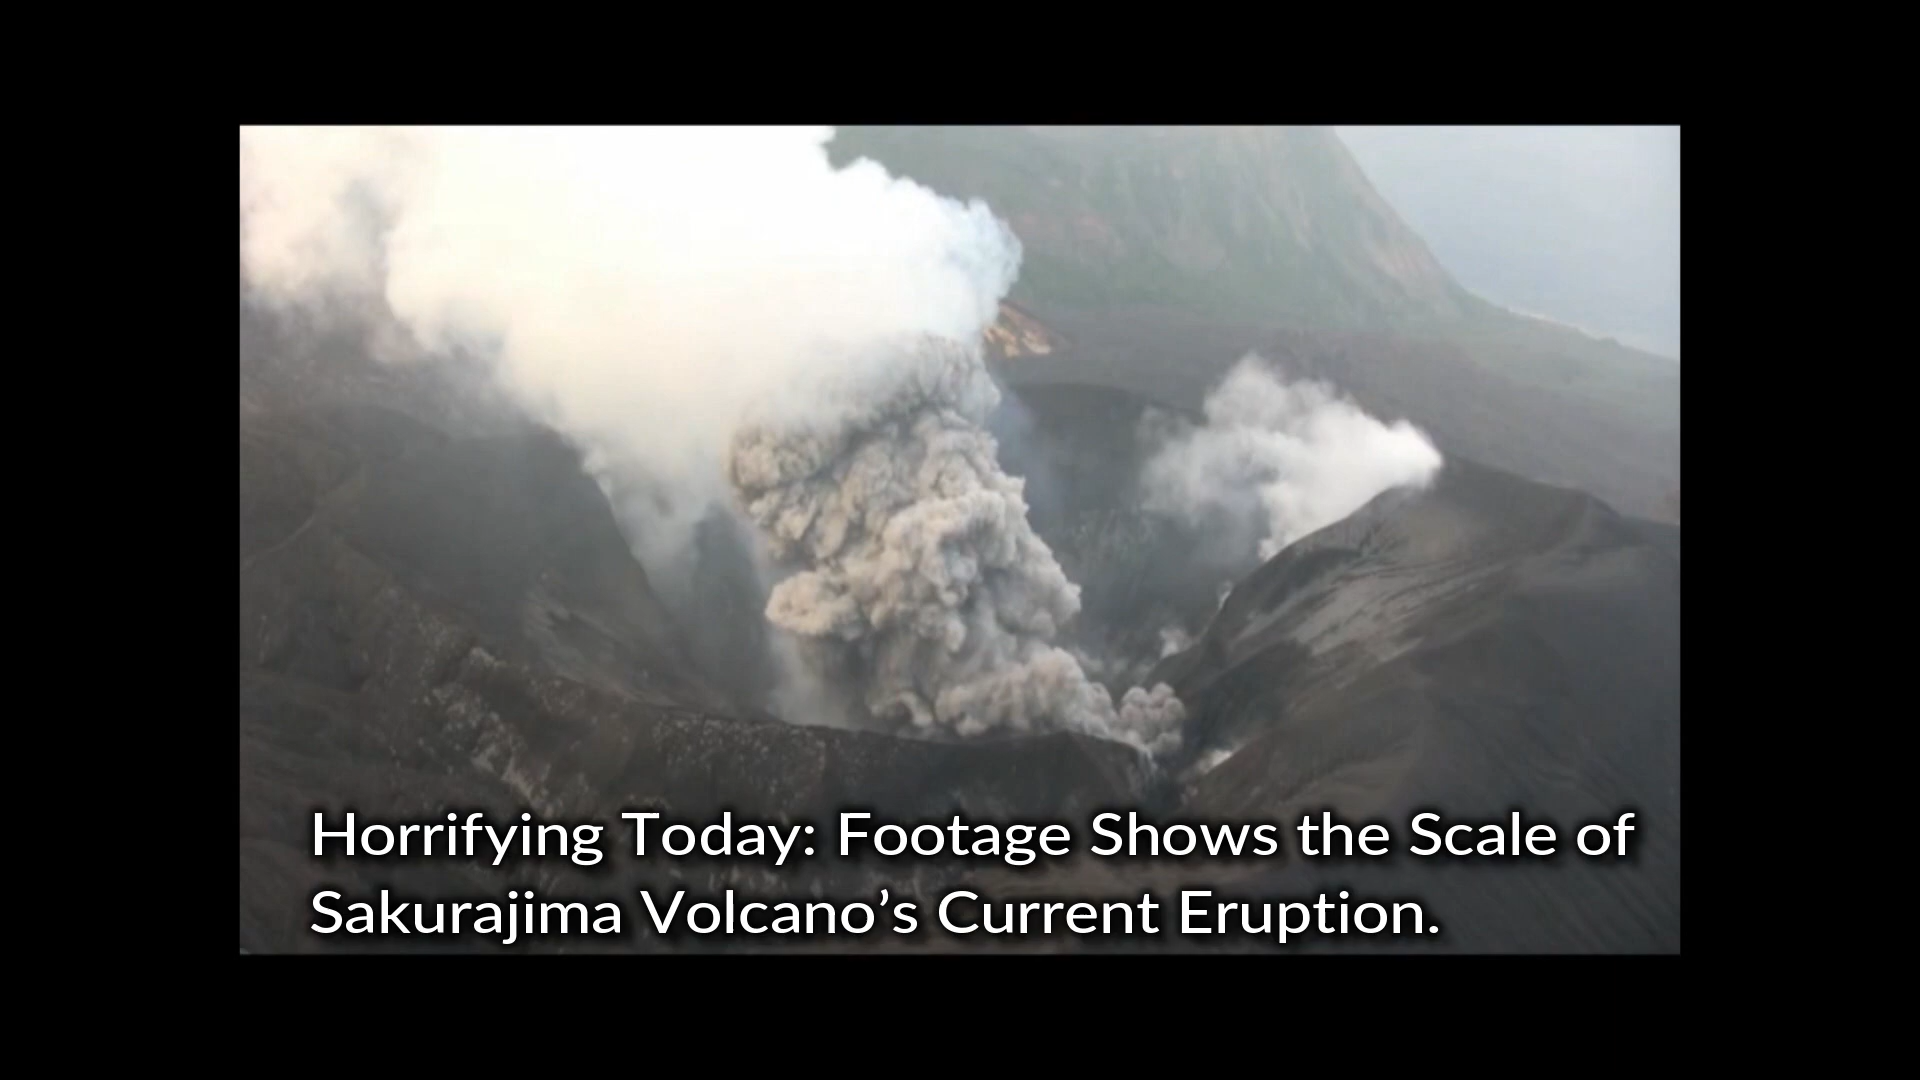 Horrifying Today: Footage Shows the Scale of
Sakurajima Volcano’s Current Eruption.